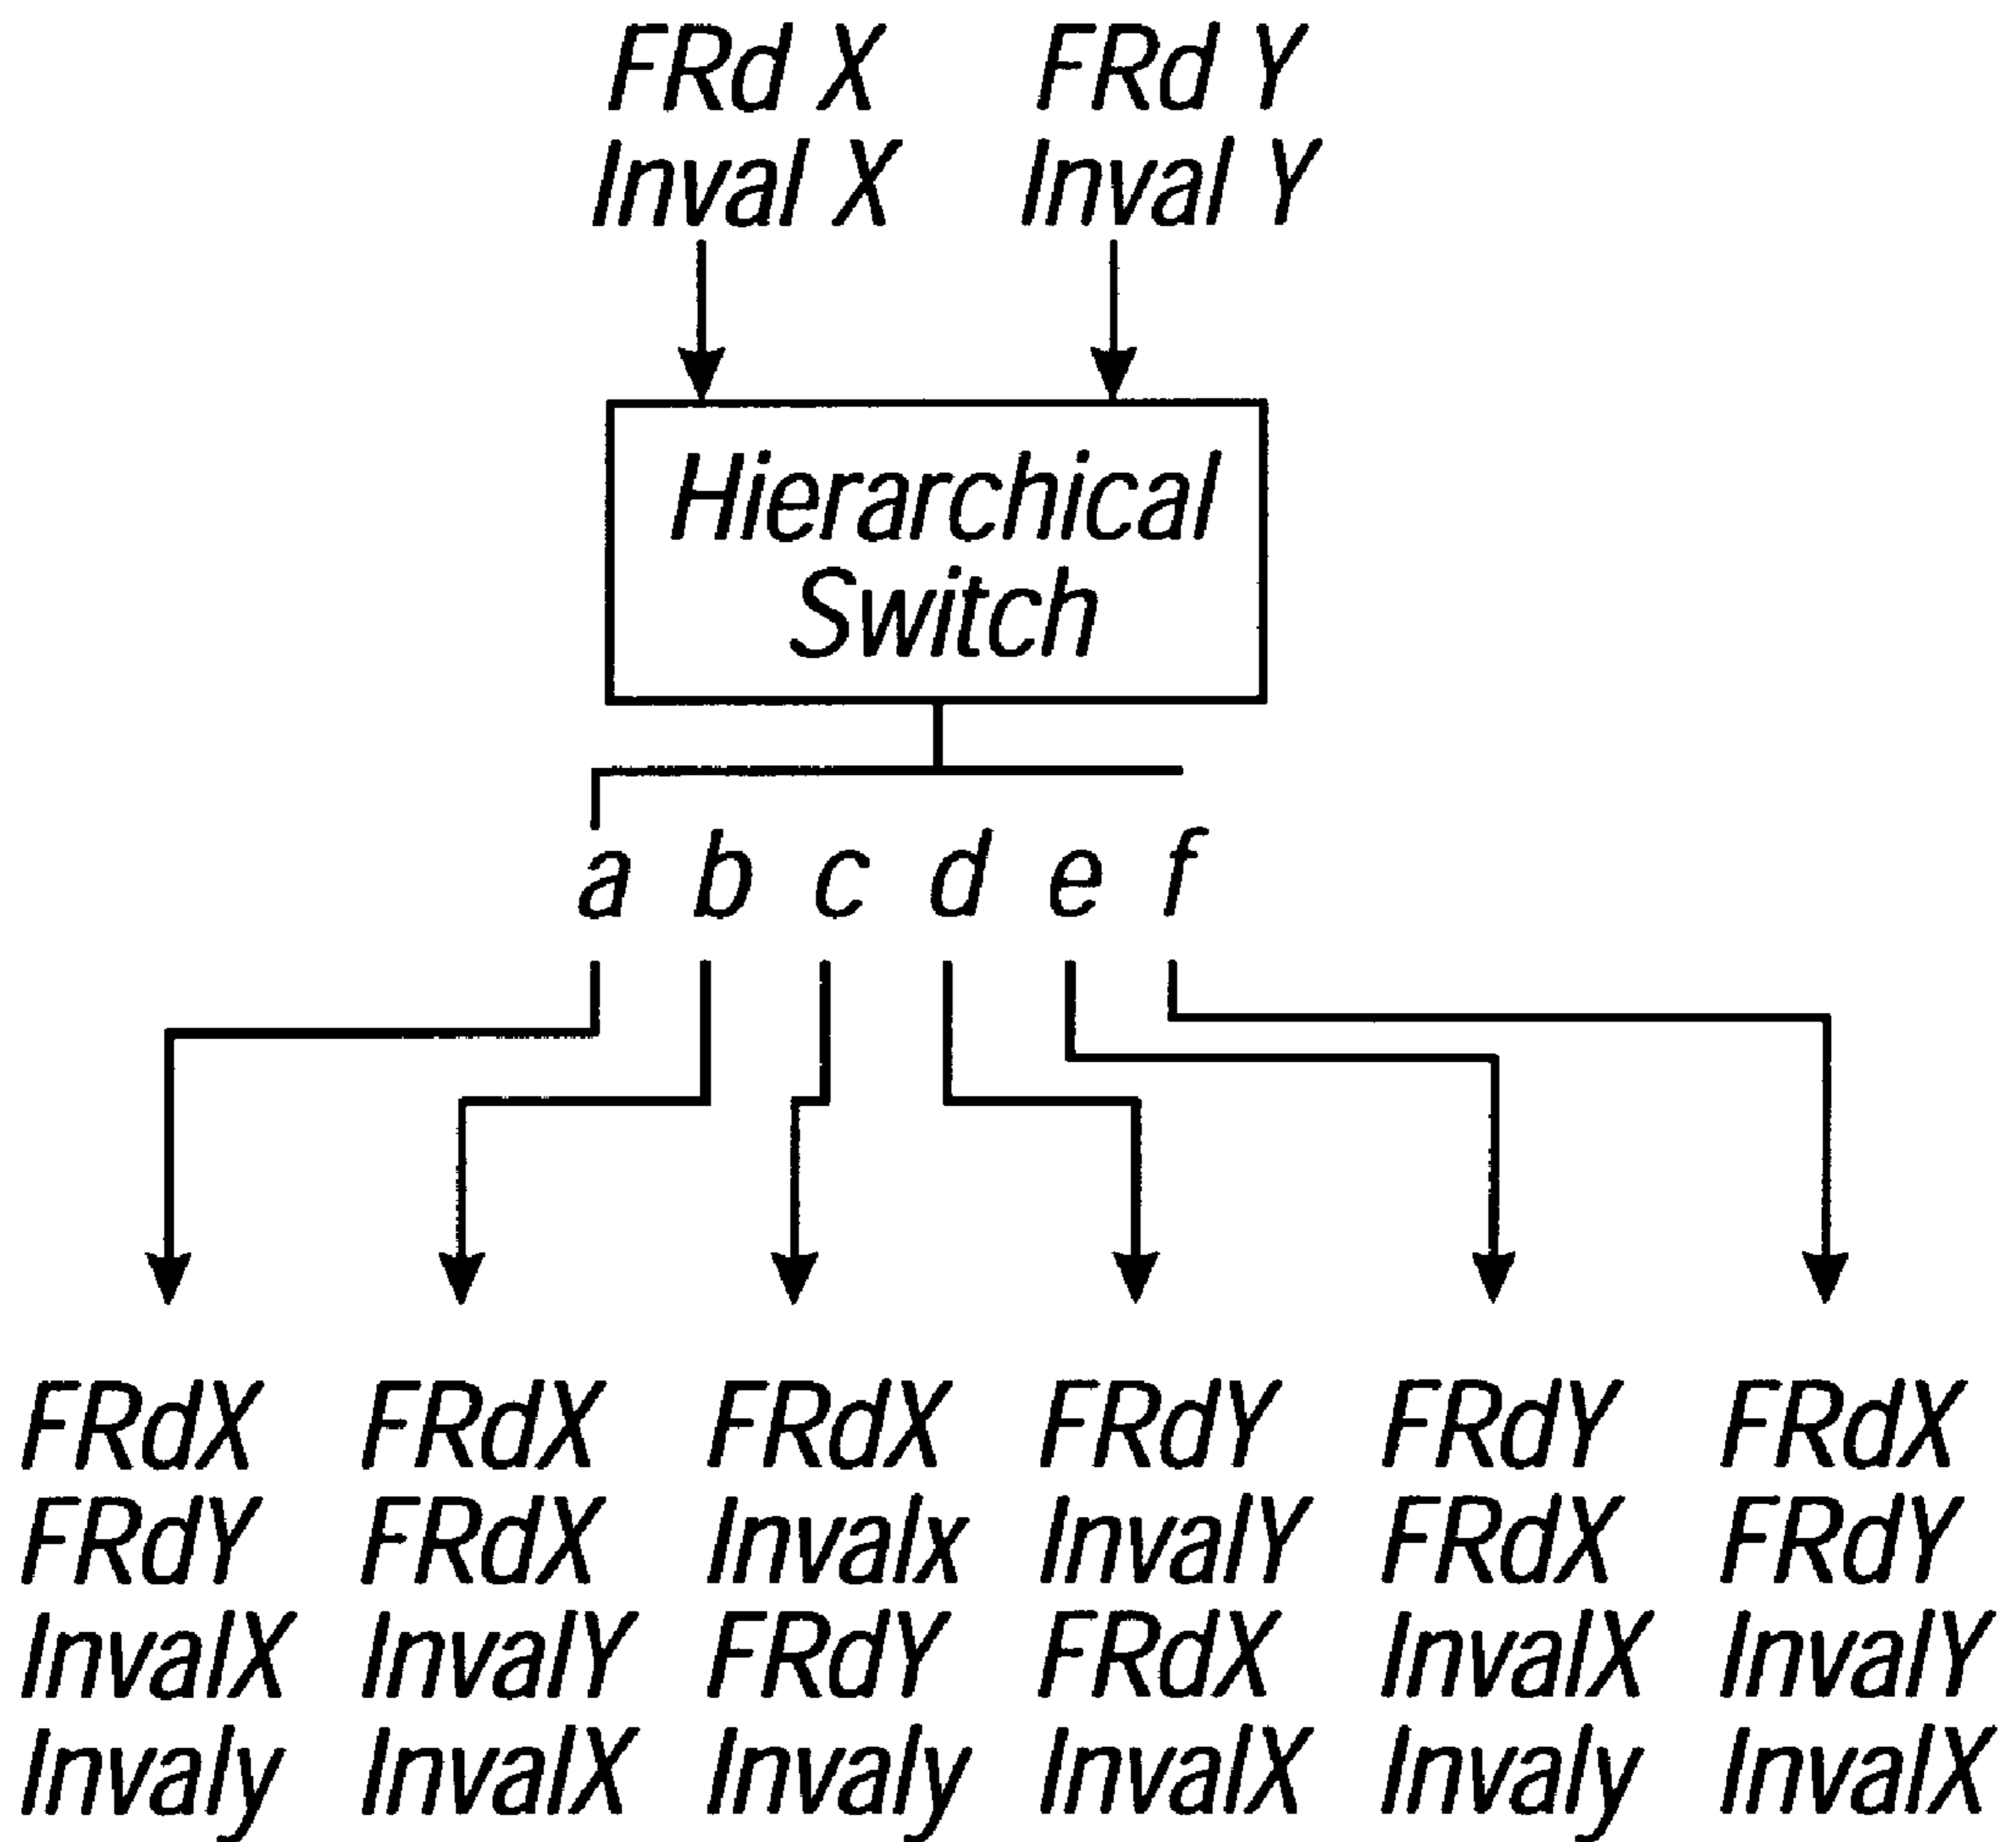 FRd X FRd Y
Inval X Inval Y
Hierarchical
Switch
a b c d e f
FRdX FRdX FRdX FRdY FRdY FRdX
FRdY FRdX Invalx InvalY FRdX FRdY
InvalX InvalY FRdY FRdX InvalX InvalY
Invaly InvalX Invaly InvalX Invaly InvalX